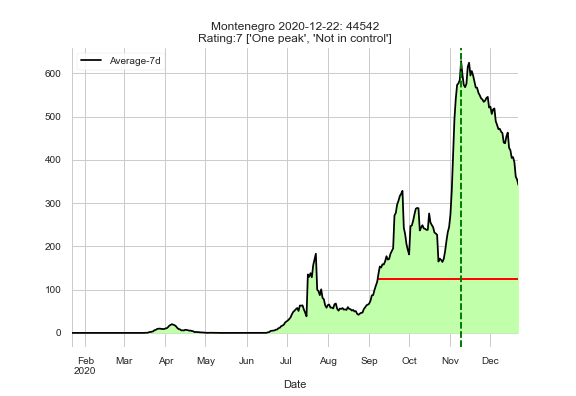 Montenegro 2020-12-22: 44542
Rating:7 ['One peak', 'Not in control']
Average-7d
600
500
400
300
200
100
0
Feb Mar Apr May Jun Jul Aug Sep Oct Nov Dec
2020
Date